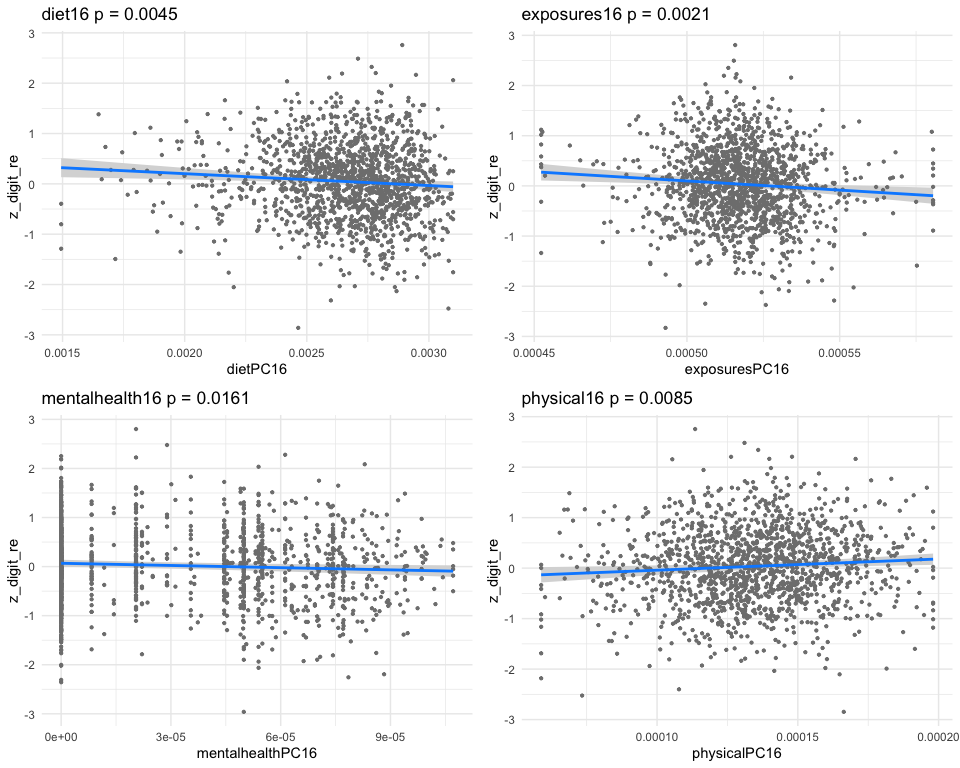 diet16 p = 0.0045
3
2
1
0
-1
-2
-3
z_digit_re
0.0015 0.0020 0.0025 0.0030
dietPC16
exposures16 p = 0.0021
3
2
1
0
-1
-2
-3
z_digit_re
0.00045 0.00050 0.00055
exposuresPC16
mentalhealth16 p = 0.0161
3
2
1
0
-1
-2
-3
z_digit_re
0e+00 3e-05 6e-05 9e-05
mentalhealthPC16
physical16 p = 0.0085
3
2
1
0
-1
-2
-3
z_digit_re
0.00010 0.00015 0.00020
physicalPC16